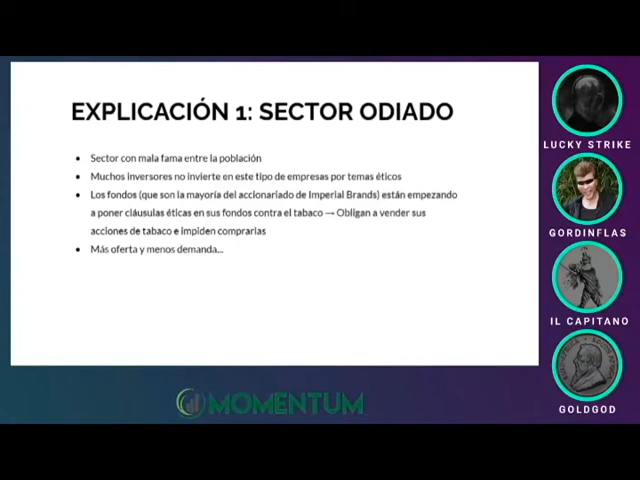 EXPLICACIÓN 1: SECTOR ODIADO
• Sector con mala fama entre la población
• Muchos inversores no invierte en este tipo de empresas por temas éticos
• Los fondos (que son la mayoría del accionariado de Imperial Brands) están empezando
a poner cláusulas éticas en sus fondos contra el tabaco → Obligan a vender sus
acciones de tabaco e impiden comprarlas
• Más oferta y menos demanda...
LUCKY STRIKE
GORDINFLAS
IL CAPITANO
GOLDGOD
MOMENTUM